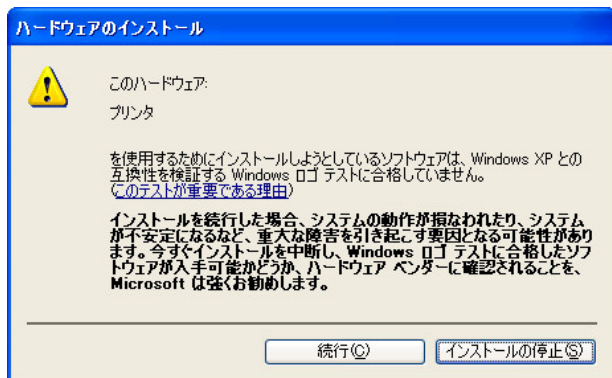 ハードウェアのインストール
このハードウェア:
プリンタ
を使用するためにインストールしようとしているソフトウェアは、Windows XP との
互換性を検証する Windows ロゴ テストに合格していません。
(このテストが重要である理由)
インストールを続行した場合、システムの動作が損なわれたり、システム
が不安定になるなど、重大な障害を引き起こす要因となる可能性があり
ます。今すぐインストールを中断し、Windows ロゴ テストに合格したソフ
トウェアが入手可能かどうか、ハードウェア ベンダーに確認されることを、
Microsoft は強くお勧めします。
続行(C)
インストールの停止(S)